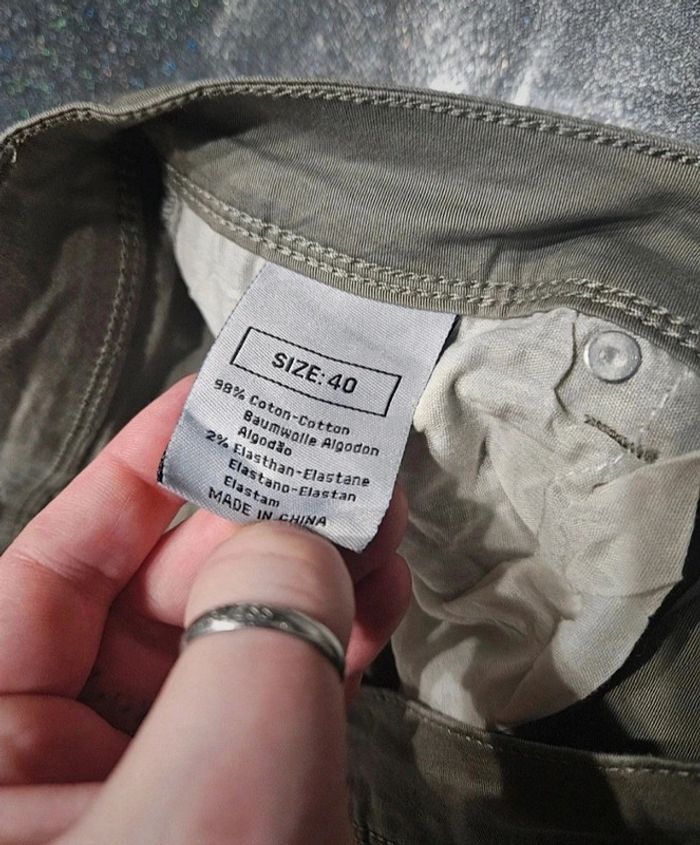 SIZE: 40
98% Coton-Cotton
Baumwolle Algodon
Algodão
2% Elasthan-Elastane
Elastano-Elastan
Elastam
MADE IN CHINA